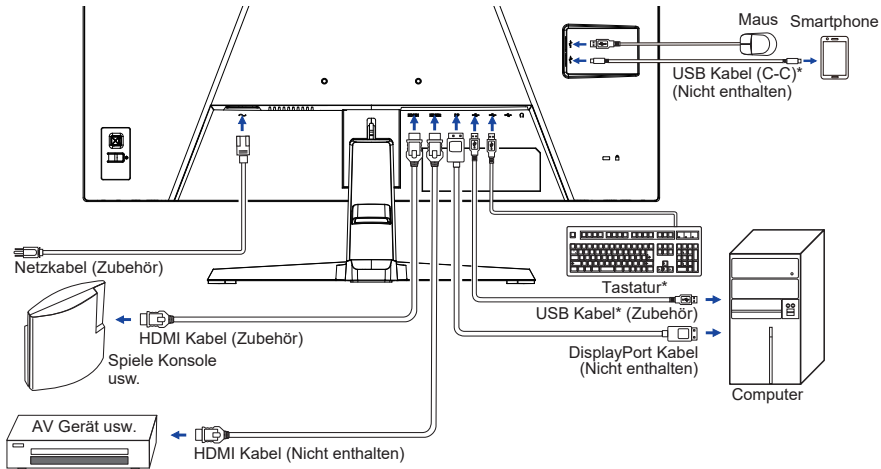 Maus
Smartphone
USB Kabel (C-C)*
(Nicht enthalten)
Netzkabel (Zubehör)
Tastatur*
USB Kabel* (Zubehör)
HDMI Kabel (Zubehör)
Spiele Konsole
usw.
DisplayPort Kabel
(Nicht enthalten)
Computer
AV Gerät usw.
HDMI Kabel (Nicht enthalten)